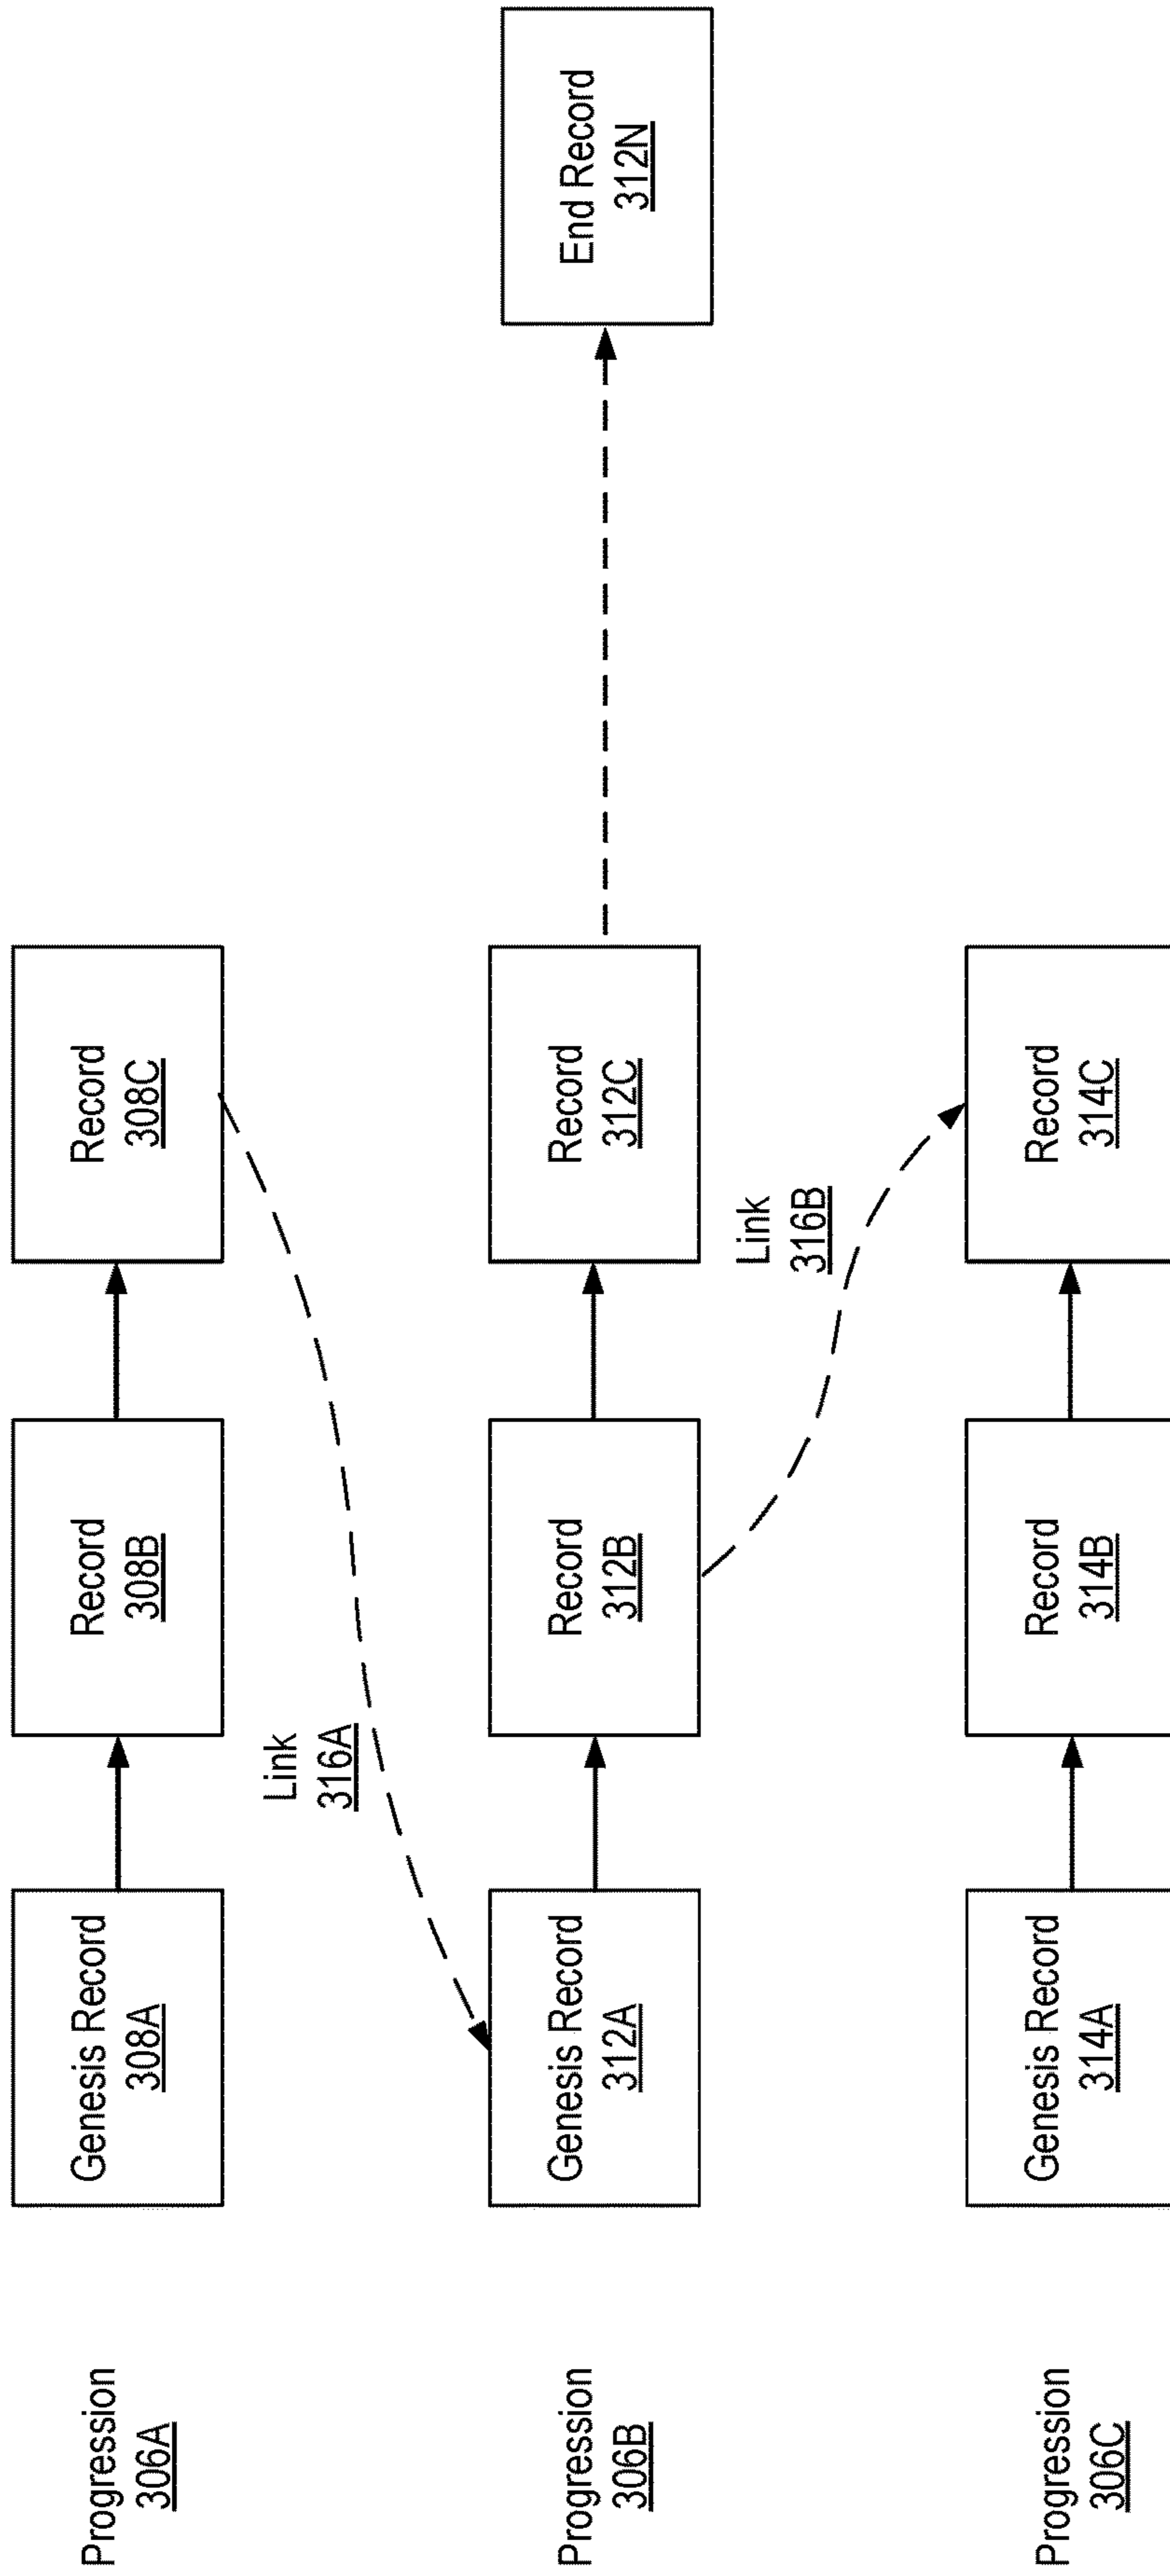 Progression
306A
Genesis Record
308A
Record
308B
Record
308C
Link
316A
Progression
306B
Genesis Record
312A
Record
312B
Record
312C
End Record
312N
Link
316B
Progression
306C
Genesis Record
314A
Record
314B
Record
314C